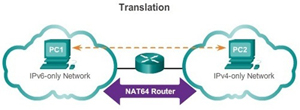 Translation
PC1
PC2
IPv6-only Network
IPv4-only Network
NAT64 Router